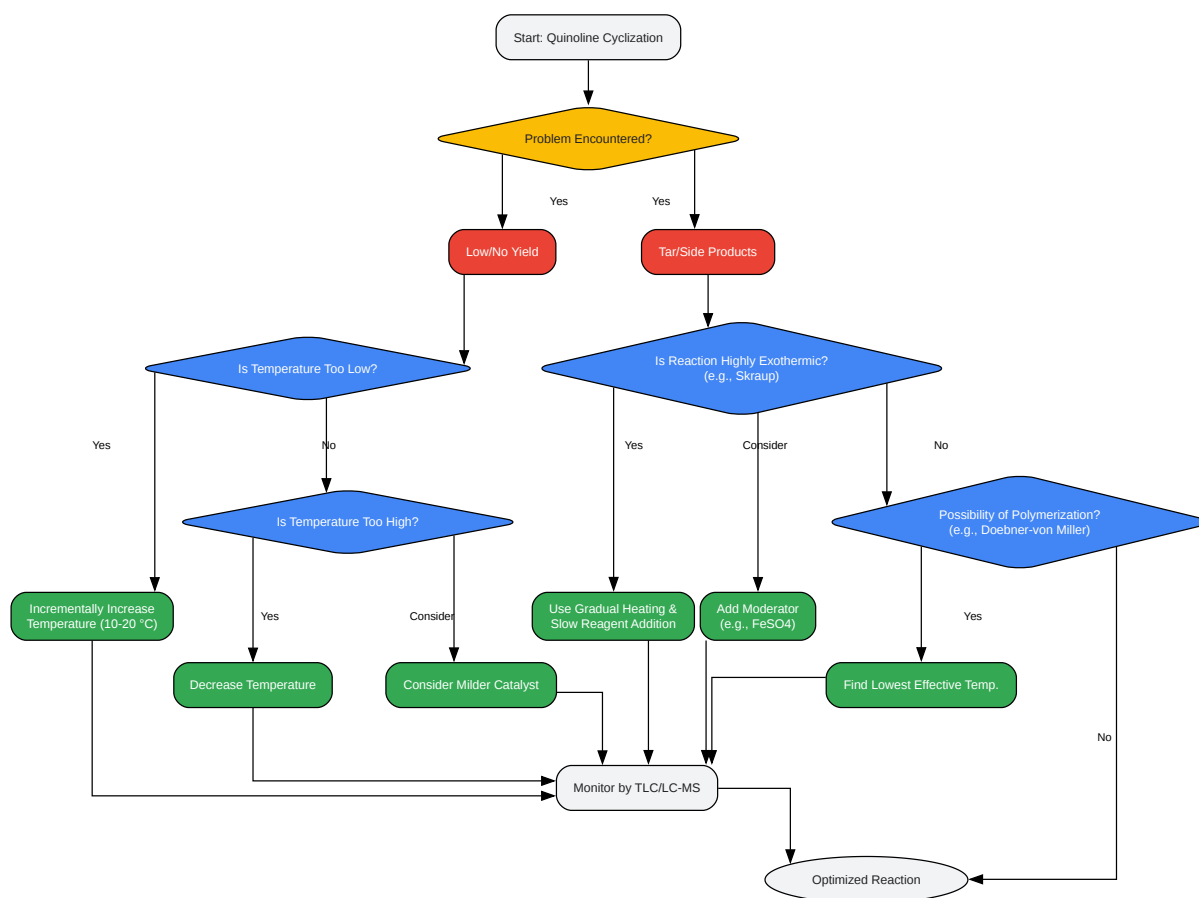 Start: Quinoline Cyclization
Problem Encountered?
Yes
Yes
Low/No Yield
Tar/Side Products
Is Temperature Too Low?
Is Reaction Highly Exothermic?
(e.g., Skraup)
Yes
No
Yes
Consider
No
Is Temperature Too High?
Possibility of Polymerization?
(e.g., Doebner-von Miller)
Incrementally Increase
Temperature (10-20 °C)
Yes
Consider
Use Gradual Heating &
Slow Reagent Addition
Add Moderator
(e.g., FeSO4)
Yes
Decrease Temperature
Consider Milder Catalyst
Find Lowest Effective Temp.
No
Monitor by TLC/LC-MS
Optimized Reaction